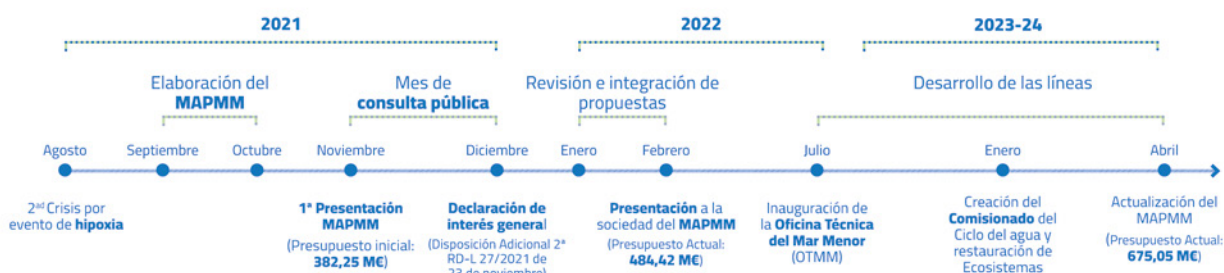 2021
2022
2023-24
Elaboración del
MAPMM
Mes de
consulta pública
Revisión e integración de
propuestas
Desarrollo de las líneas
Agosto
Septiembre
Octubre
Noviembre
Diciembre
Enero
Febrero
Julio
Enero
Abril
2ªd Crisis por
evento de hipoxia
1ª Presentación
MAPMM
(Presupuesto inicial:
382,25 M€)
Declaración de
interés general
(Disposición Adicional 2ª
RD-L 27/2021 de
23 de noviembre)
Presentación a la
sociedad del MAPMM
(Presupuesto Actual:
484,42 M€)
Inauguración de
la Oficina Técnica
del Mar Menor
(OTMM)
Creación del
Comisionado del
Ciclo del agua y
restauración de
Ecosistemas
Actualización del
MAPMM
(Presupuesto Actual:
675,05 M€)